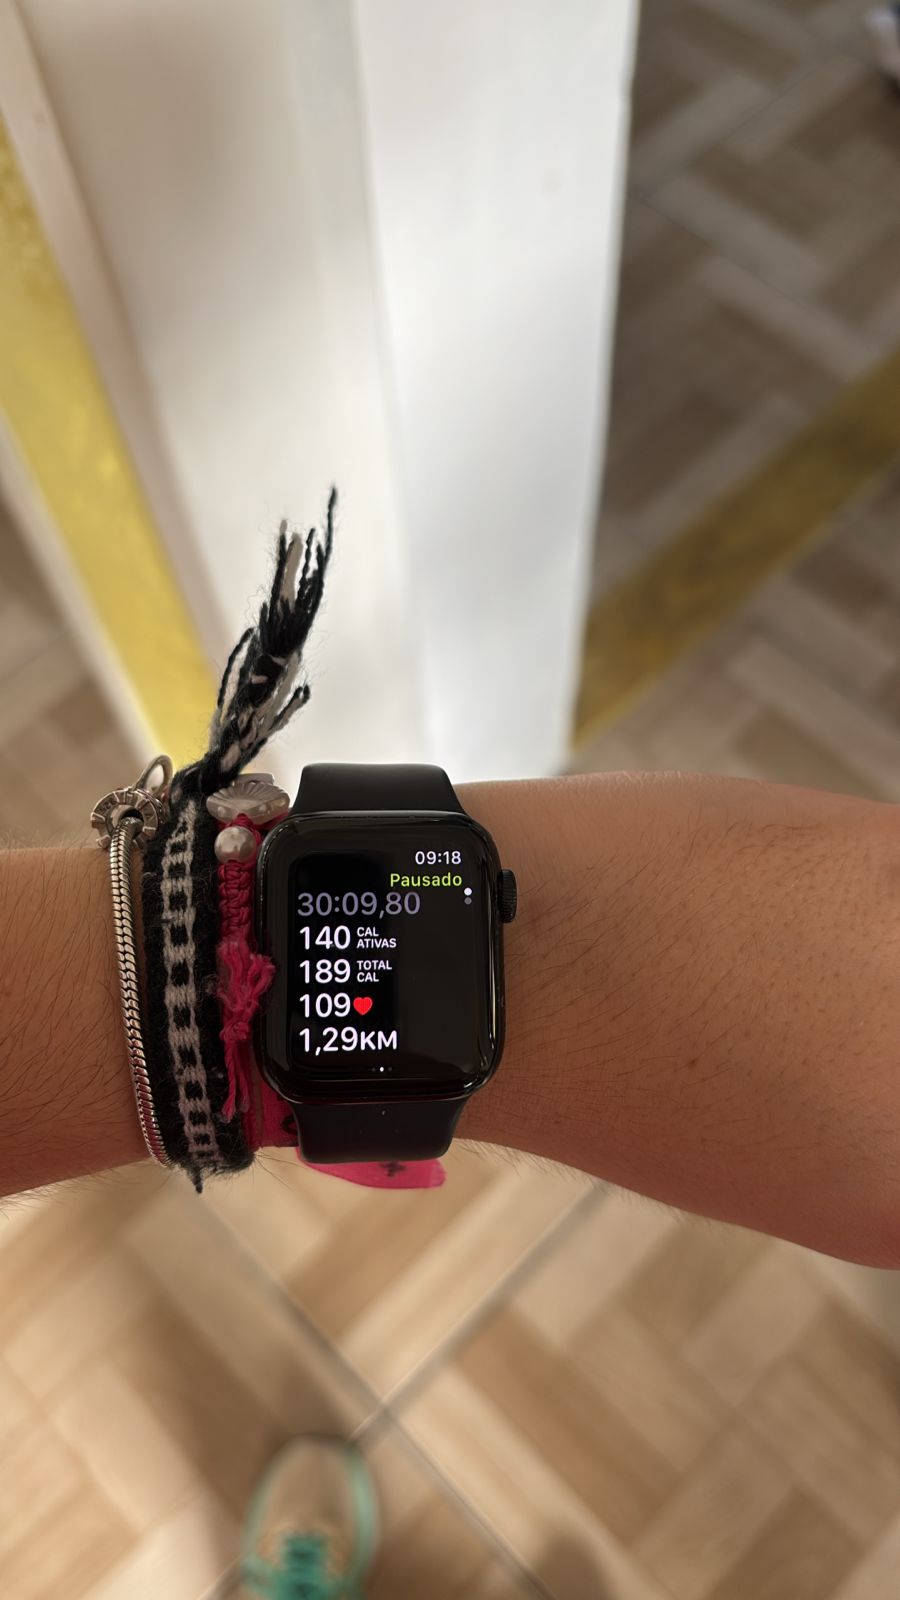 09:18
Pausado
30:09,80
140 CAL ATIVAS
189 TOTAL CAL
109
1,29KM